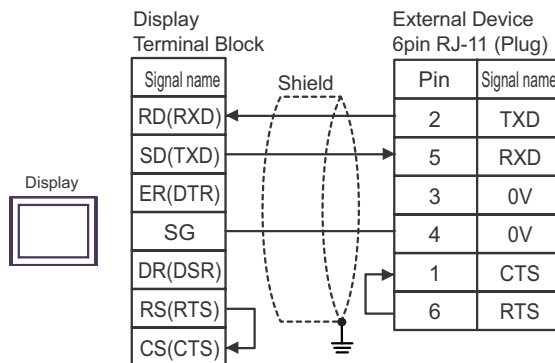 Display
Terminal Block
External Device
6pin RJ-11 (Plug)
Signal name
Shield
Pin
Signal name
RD(RXD)
2
TXD
SD(TXD)
5
RXD
Display
ER(DTR)
3
0V
SG
4
0V
DR(DSR)
1
CTS
RS(RTS)
6
RTS
CS(CTS)